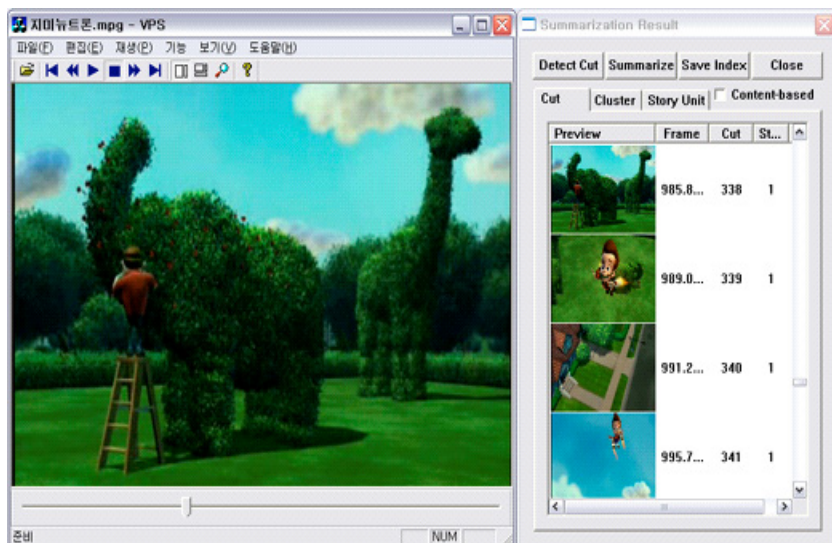 지미뉴트론.mpg - VPS
파일(F) 편집(E) 재생(P) 기능 보기(V) 도움말(H)
준비 NUM
Summarization Result
Detect Cut Summarize Save Index Close
Cut Cluster Story Unit Content-based
Preview Frame Cut St...
985.8... 338 1
989.0... 339 1
991.2... 340 1
995.7... 341 1